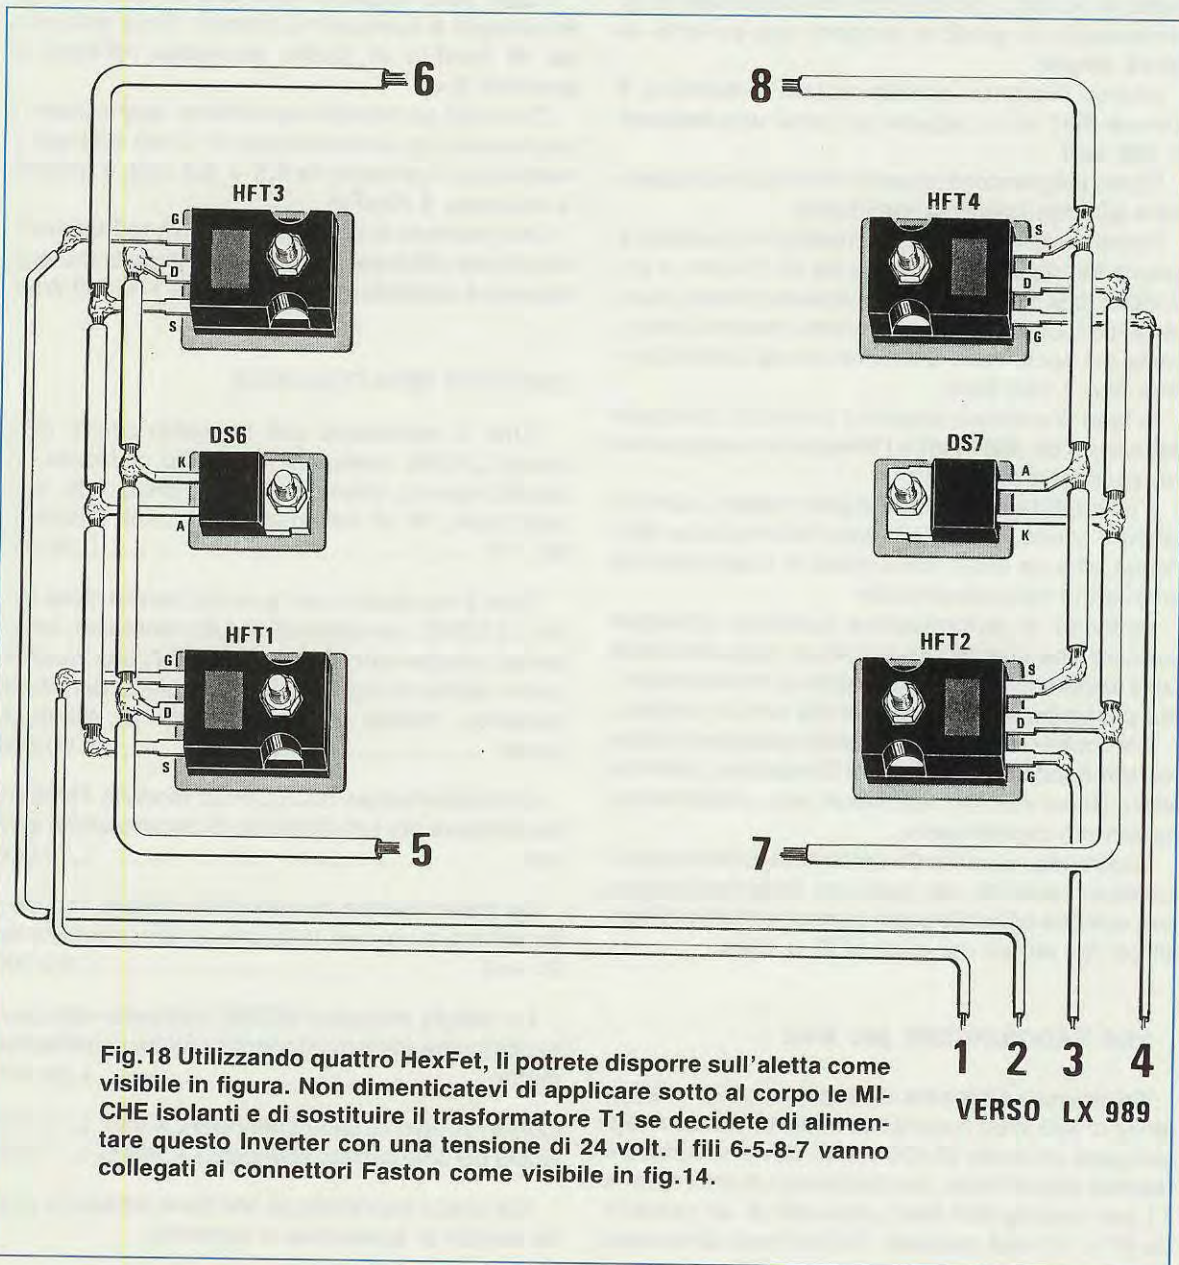 6
8
HFT3
HFT4
G
D
S
S
D
G
DS6
DS7
K
A
A
K
HFT1
HFT2
G
D
S
S
D
G
5
7
1 2 3 4
VERSO LX 989
Fig.18 Utilizzando quattro HexFet, li potrete disporre sull'aletta come
visibile in figura. Non dimenticatevi di applicare sotto al corpo le MI-
CHE isolanti e di sostituire il trasformatore T1 se decidete di alimen-
tare questo Inverter con una tensione di 24 volt. I fili 6-5-8-7 vanno
collegati ai connettori Faston come visibile in fig.14.